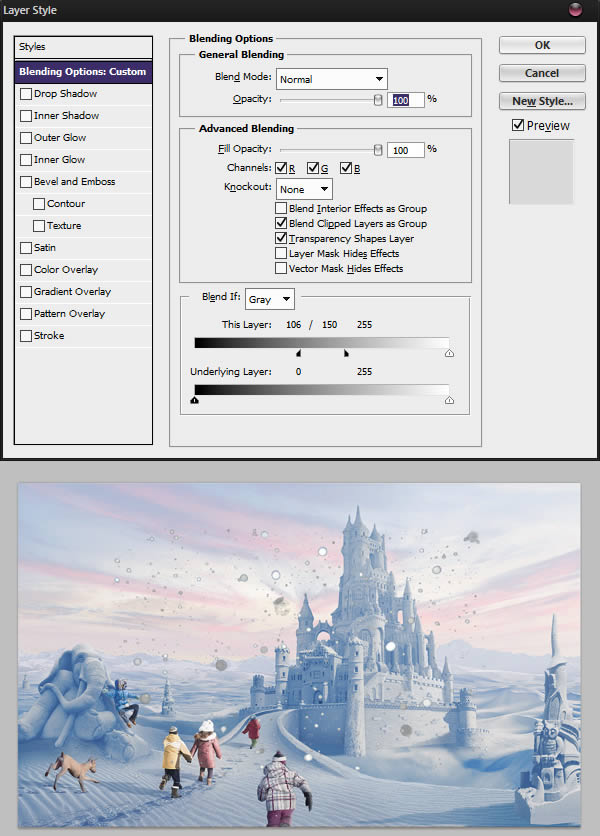 Layer Style
Styles
Blending Options: Custom
Drop Shadow
Inner Shadow
Outer Glow
Inner Glow
Bevel and Emboss
Contour
Texture
Satin
Color Overlay
Gradient Overlay
Pattern Overlay
Stroke
Blending Options
General Blending
Blend Mode: Normal
Opacity: 100 %
Advanced Blending
Fill Opacity: 100 %
Channels: R G B
Knockout: None
Blend Interior Effects as Group
Blend Clipped Layers as Group
Transparency Shapes Layer
Layer Mask Hides Effects
Vector Mask Hides Effects
Blend If: Gray
This Layer: 106 / 150 255
Underlying Layer: 0 255
OK
Cancel
New Style...
Preview